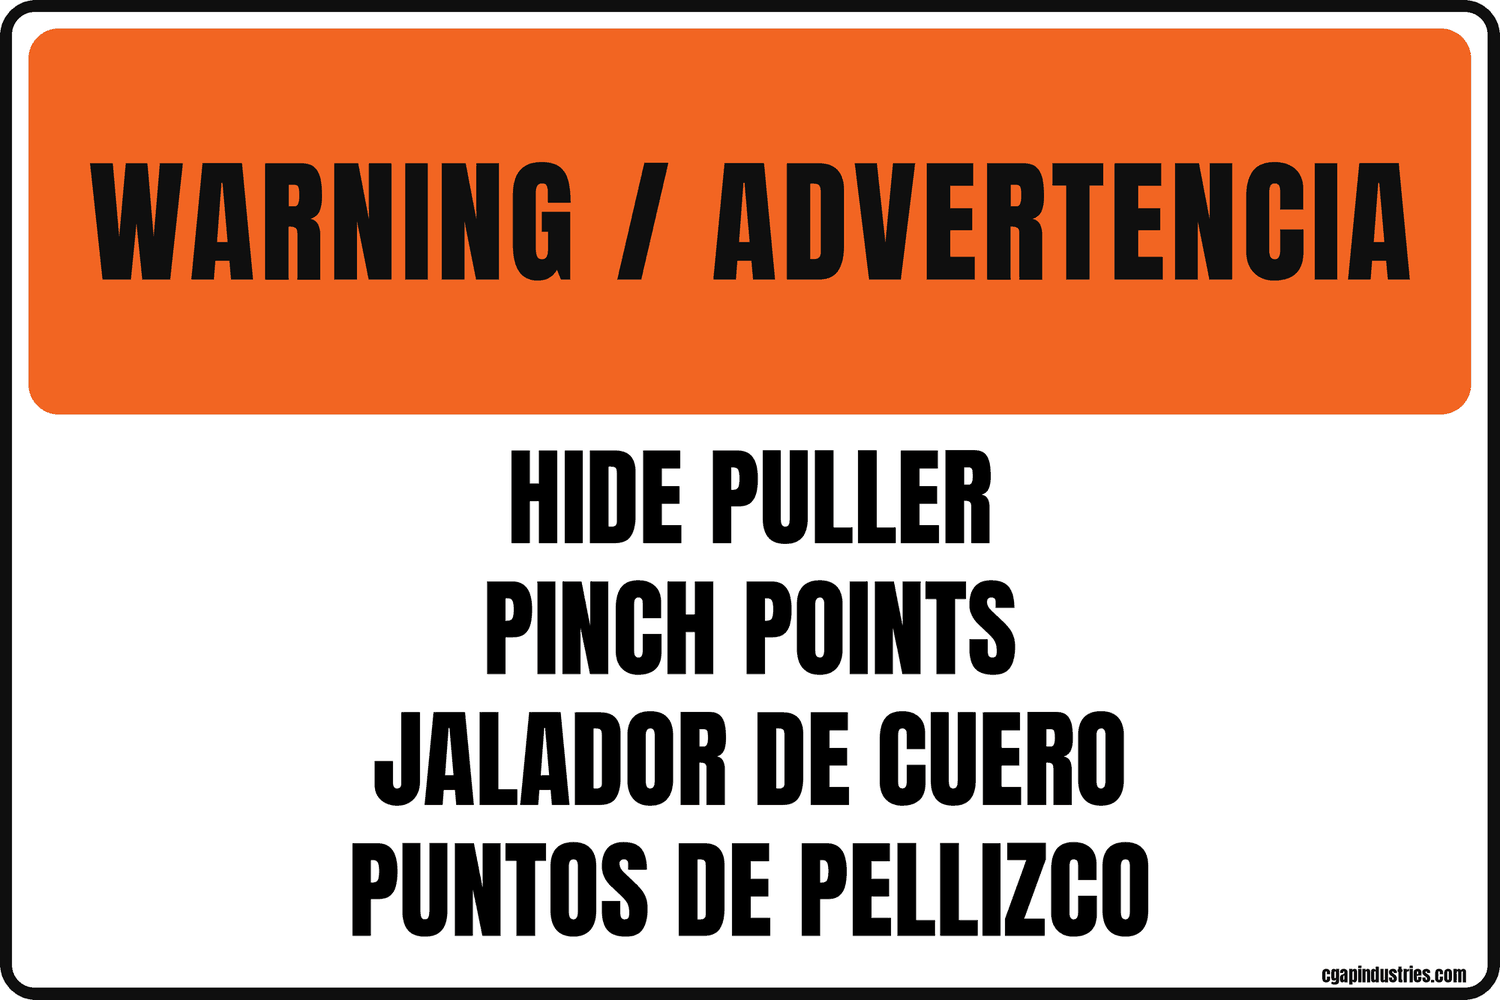 WARNING / ADVERTENCIA
HIDE PULLER
PINCH POINTS
JALADOR DE CUERO
PUNTOS DE PELLIZCO
cgapindustries.com